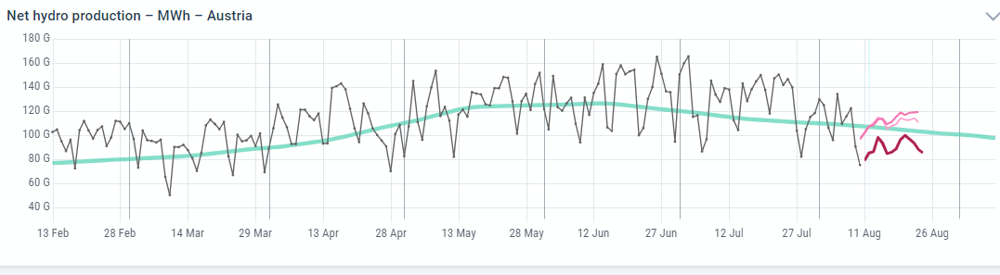 Net hydro production – MWh – Austria
180 G
160 G
140 G
120 G
100 G
80 G
60 G
40 G
13 Feb 28 Feb 14 Mar 29 Mar 13 Apr 28 Apr 13 May 28 May 12 Jun 27 Jun 12 Jul 27 Jul 11 Aug 26 Aug